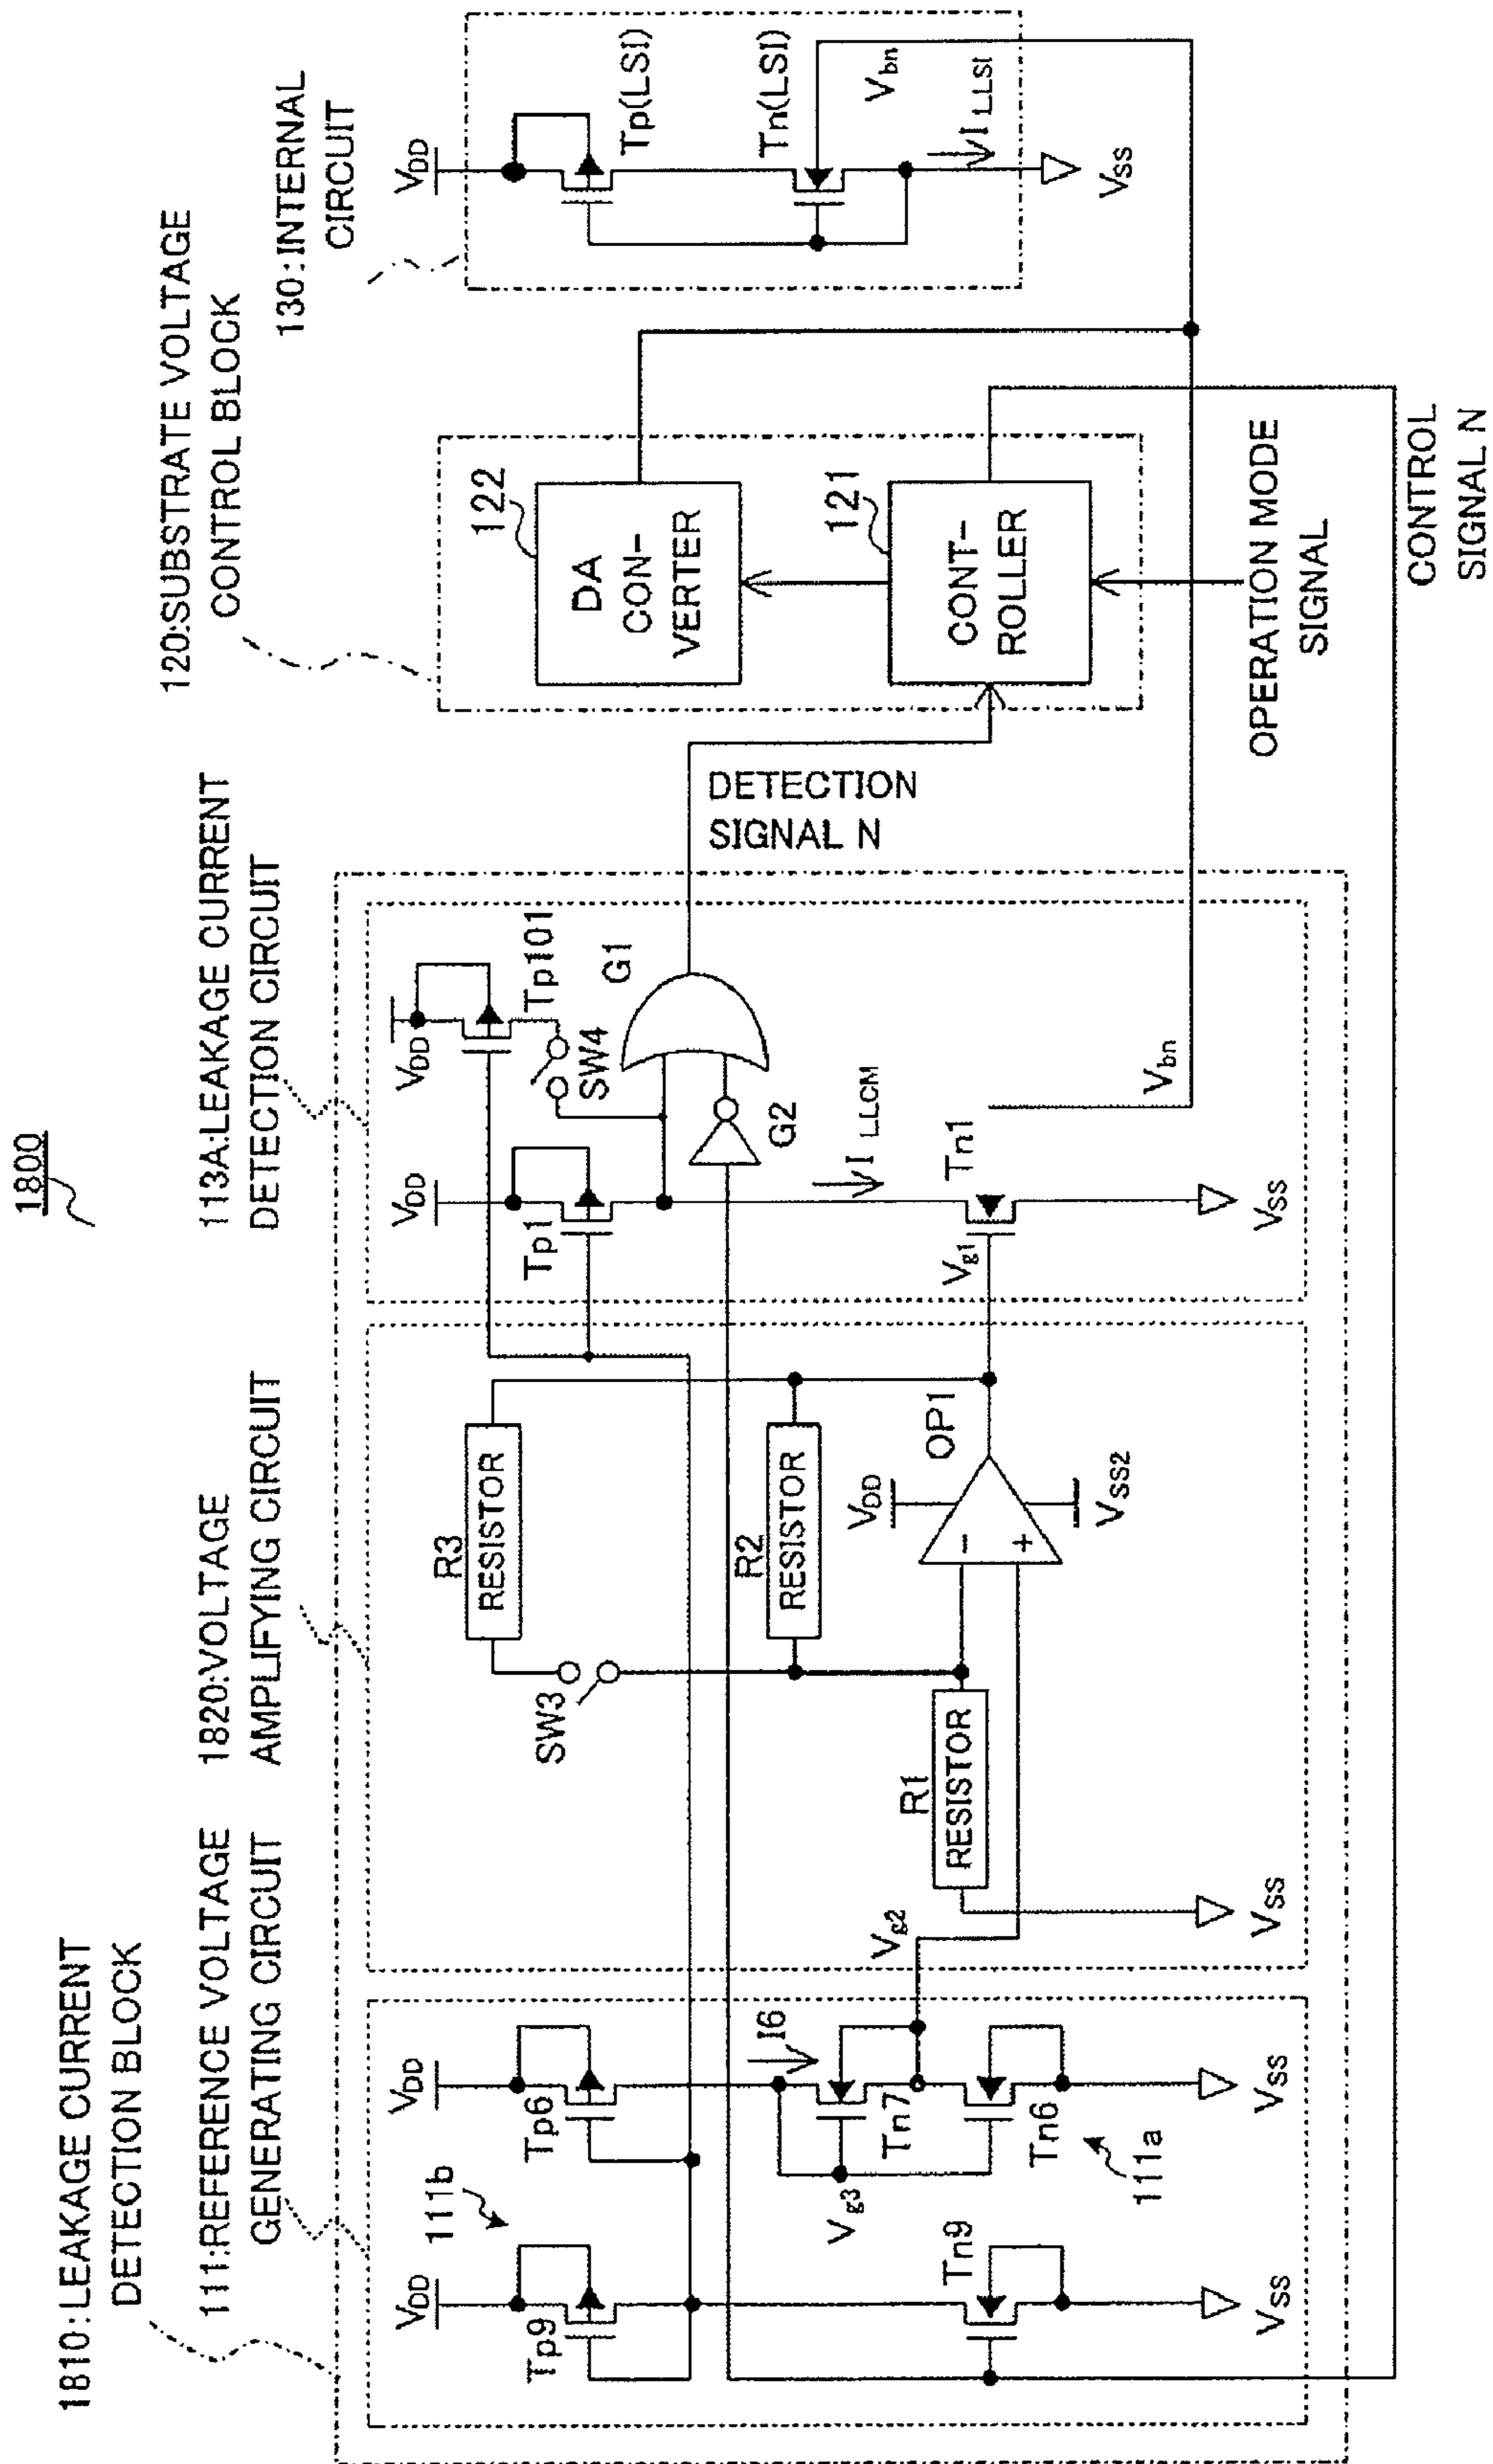 1800
1810:LEAKAGE CURRENT
DETECTION BLOCK
111:REFERENCE VOLTAGE
GENERATING CIRCUIT
1820:VOLTAGE
AMPLIFYING CIRCUIT
113A:LEAKAGE CURRENT
DETECTION CIRCUIT
120:SUBSTRATE VOLTAGE
CONTROL BLOCK
130:INTERNAL
CIRCUIT
VDD
Tp9
111b
VDD
Tp6
I6
Tn7
Vg3
Vg2
Tn6
111a
Tn9
VSS
VSS
R3
RESISTOR
SW3
R2
RESISTOR
R1
RESISTOR
VSS
OP1
VDD
VSS2
-
+
VDD
Tp1
VDD
Tp101
SW4
G1
G2
ILLCM
Vg1
Tn1
VSS
Vbn
DETECTION
SIGNAL N
122
DA
CON-
VERTER
121
CONT-
ROLLER
OPERATION MODE
SIGNAL
CONTROL
SIGNAL N
VDD
Tp(LSI)
Tn(LSI)
Vbn
ILLSI
VSS